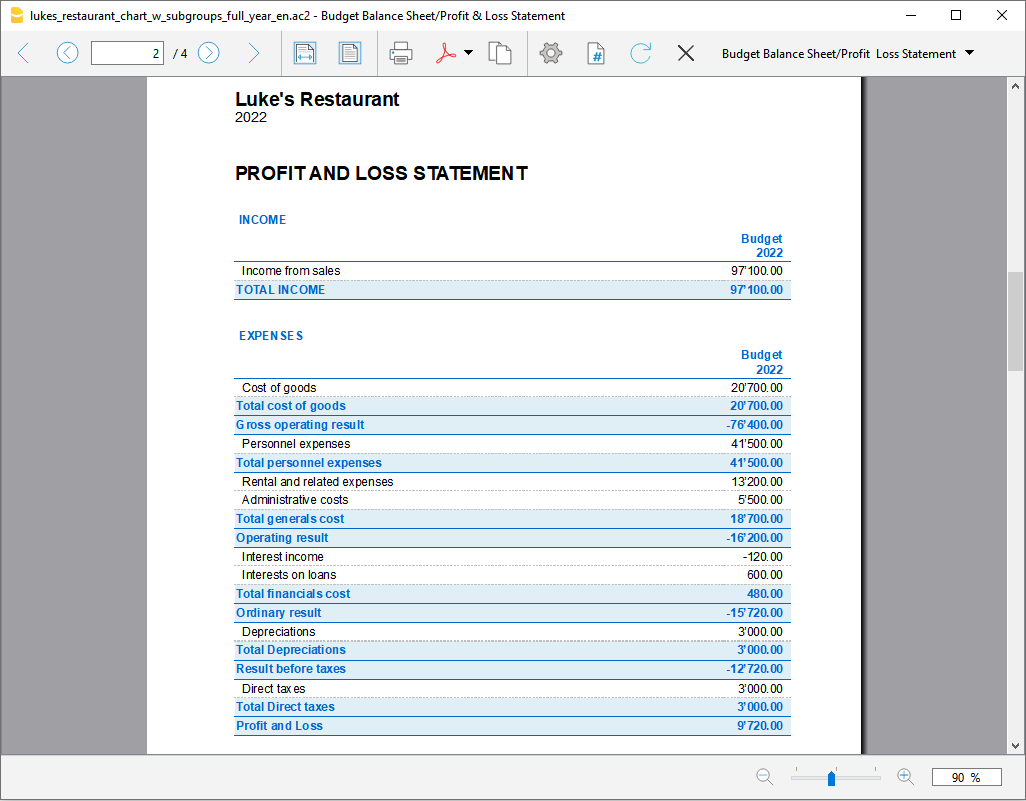 lukes_restaurant_chart_w_subgroups_full_year_en.ac2 - Budget Balance Sheet/Profit & Loss Statement
2 / 4 # Budget Balance Sheet/Profit Loss Statement
Luke's Restaurant
2022
PROFIT AND LOSS STATEMENT
INCOME
Budget
2022
Income from sales 97'100.00
TOTAL INCOME 97'100.00
EXPENSES
Budget
2022
Cost of goods 20'700.00
Total cost of goods 20'700.00
Gross operating result -76'400.00
Personnel expenses 41'500.00
Total personnel expenses 41'500.00
Rental and related expenses 13'200.00
Administrative costs 5'500.00
Total generals cost 18'700.00
Operating result -16'200.00
Interest income -120.00
Interests on loans 600.00
Total financials cost 480.00
Ordinary result -15'720.00
Depreciations 3'000.00
Total Depreciations 3'000.00
Result before taxes -12'720.00
Direct taxes 3'000.00
Total Direct taxes 3'000.00
Profit and Loss 9'720.00
90 %